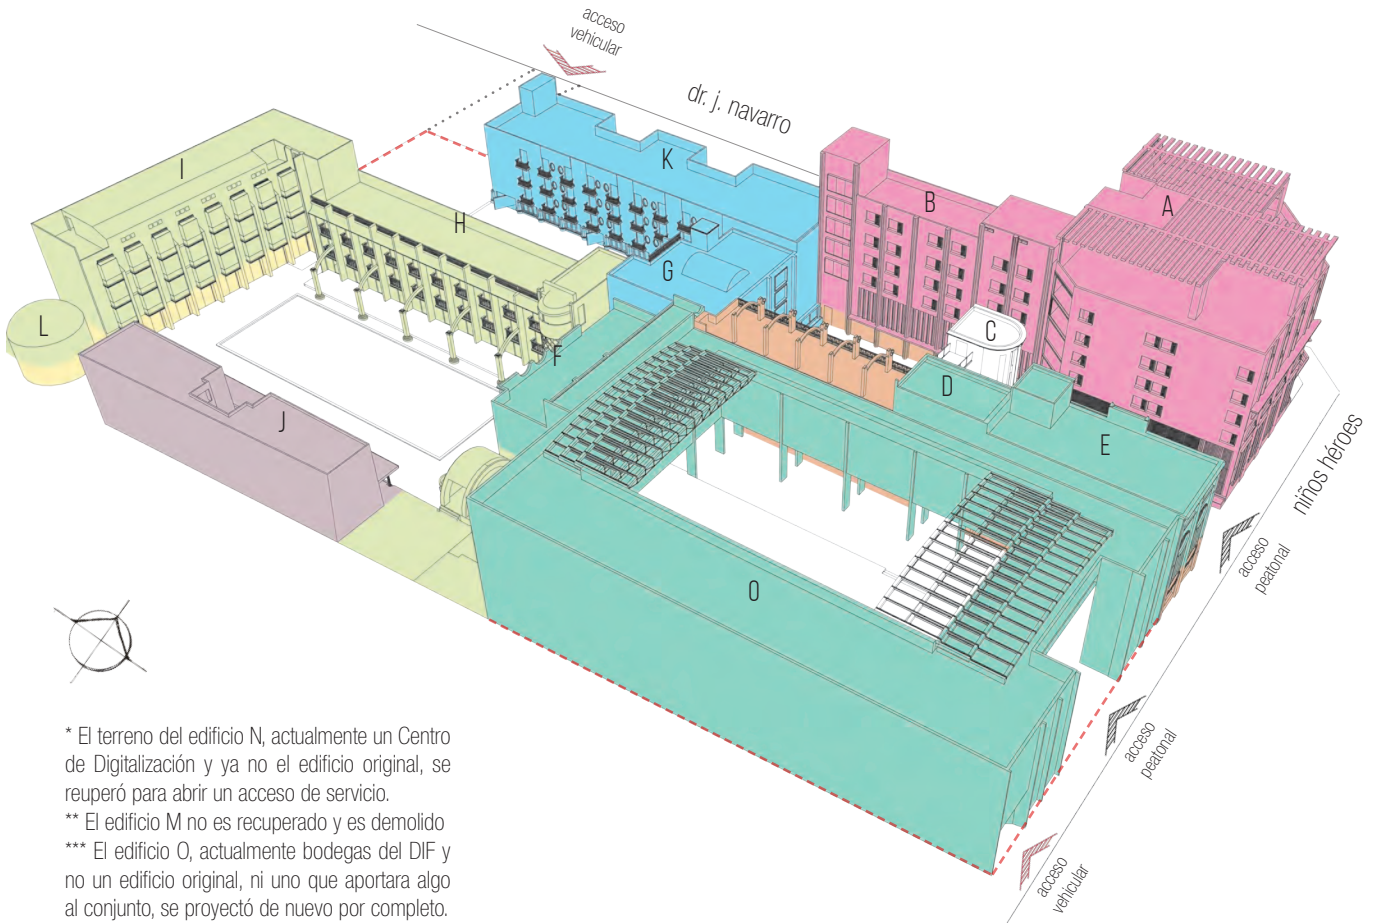 acceso
vehicular
dr. j. navarro
I
K
H
B
A
G
L
C
F
D
J
E
O
niños héroes
acceso
peatonal
acceso
peatonal
acceso
vehicular
* El terreno del edificio N, actualmente un Centro
de Digitalización y ya no el edificio original, se
reuperó para abrir un acceso de servicio.
** El edificio M no es recuperado y es demolido
*** El edificio O, actualmente bodegas del DIF y
no un edificio original, ni uno que aportara algo
al conjunto, se proyectó de nuevo por completo.